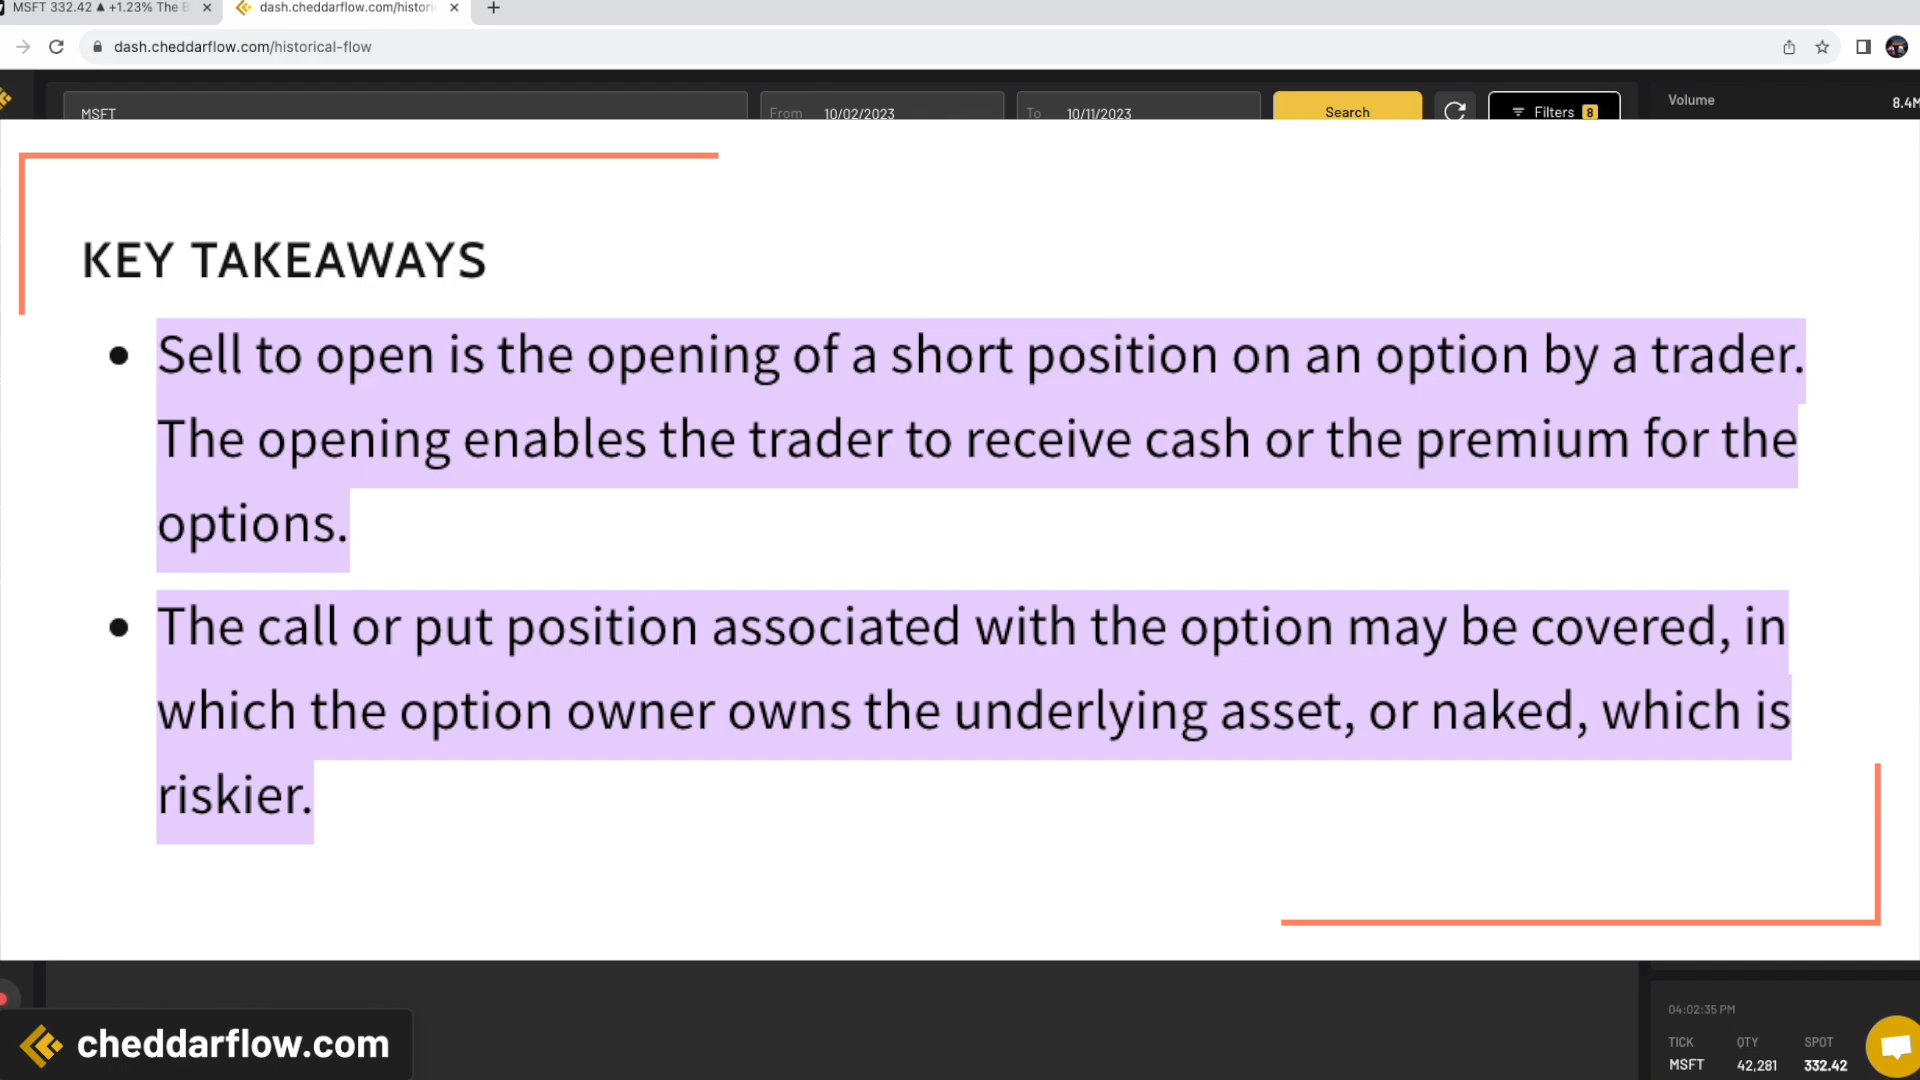 MSFT 332.42 ▲ +1.23% The
dash.cheddarflow.com/histori
dash.cheddarflow.com/historical-flow
MSFT
From 10/02/2023
To 10/11/2023
Search
Filters 8
Volume
8.4M
KEY TAKEAWAYS
• Sell to open is the opening of a short position on an option by a trader.
The opening enables the trader to receive cash or the premium for the
options.
• The call or put position associated with the option may be covered, in
which the option owner owns the underlying asset, or naked, which is
riskier.
cheddarflow.com
04:02:35 PM
TICK QTY SPOT
MSFT 42,281 332.42